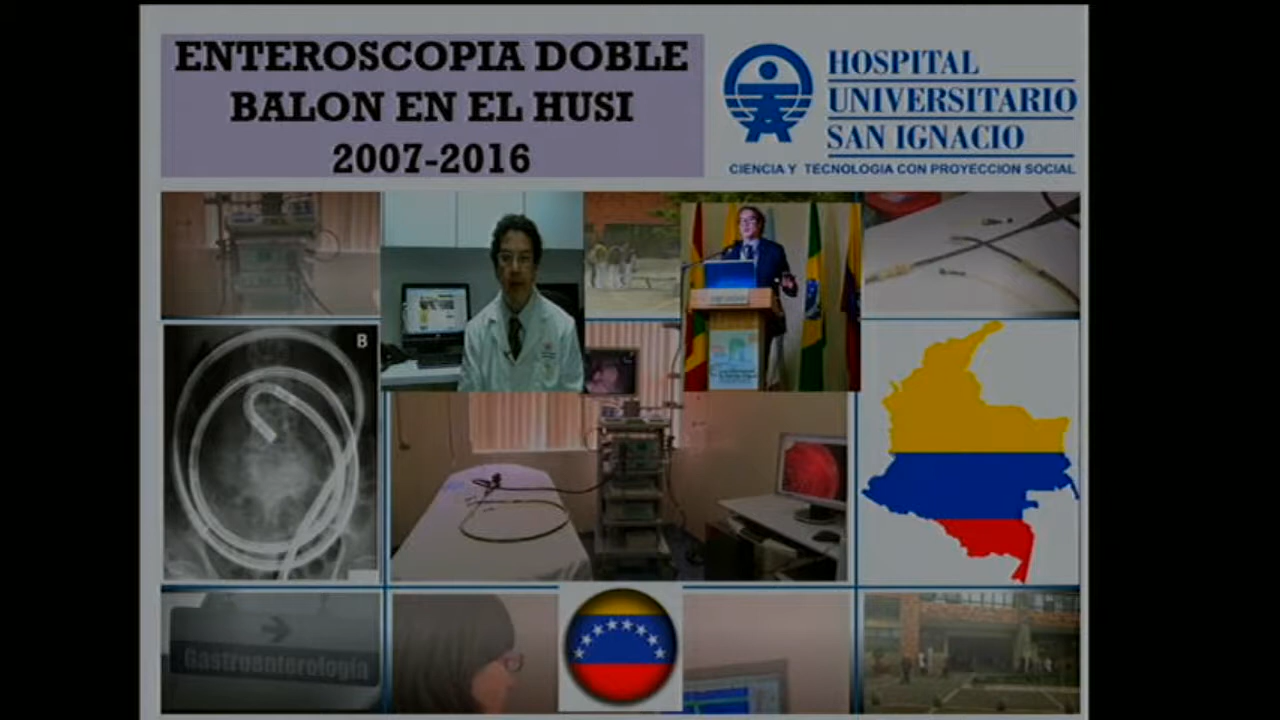 ENTEROSCOPIA DOBLE
BALON EN EL HUSI
2007-2016
HOSPITAL
UNIVERSITARIO
SAN IGNACIO
CIENCIA Y TECNOLOGIA CON PROYECCION SOCIAL
B
Gastroenterología